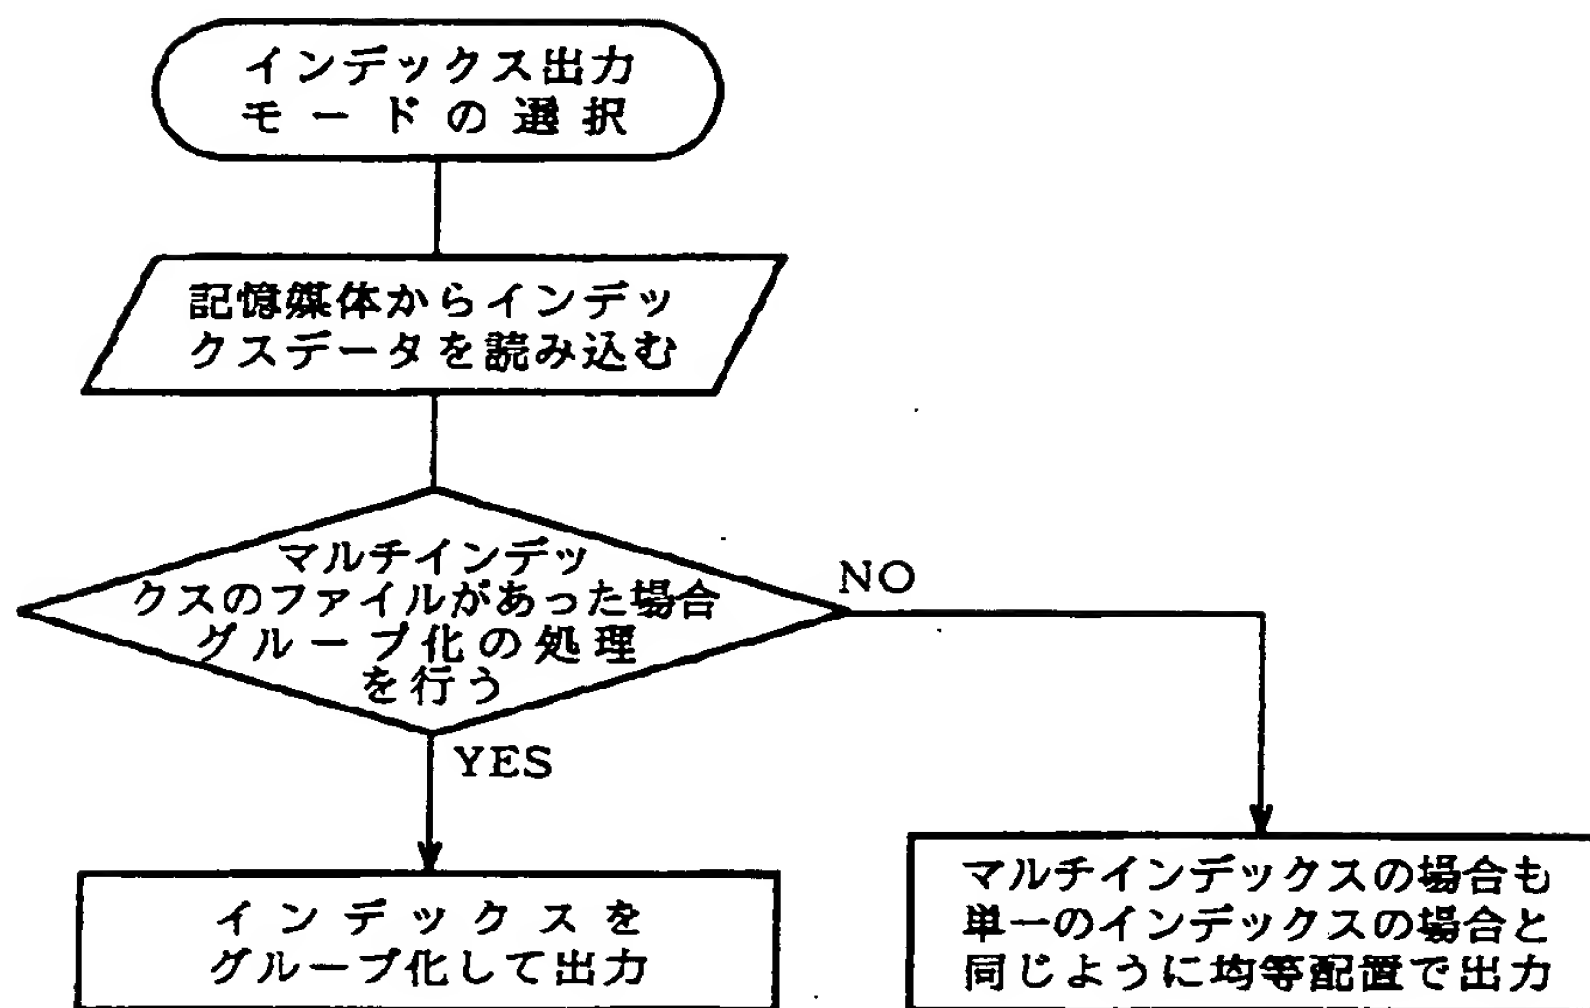 インデックス出力
モードの選択
記憶媒体からインデッ
クスデータを読み込む
マルチインデッ
クスのファイルがあった場合
グループ化の処理
を行う
NO
YES
インデックスを
グループ化して出力
マルチインデックスの場合も
単一のインデックスの場合と
同じように均等配置で出力